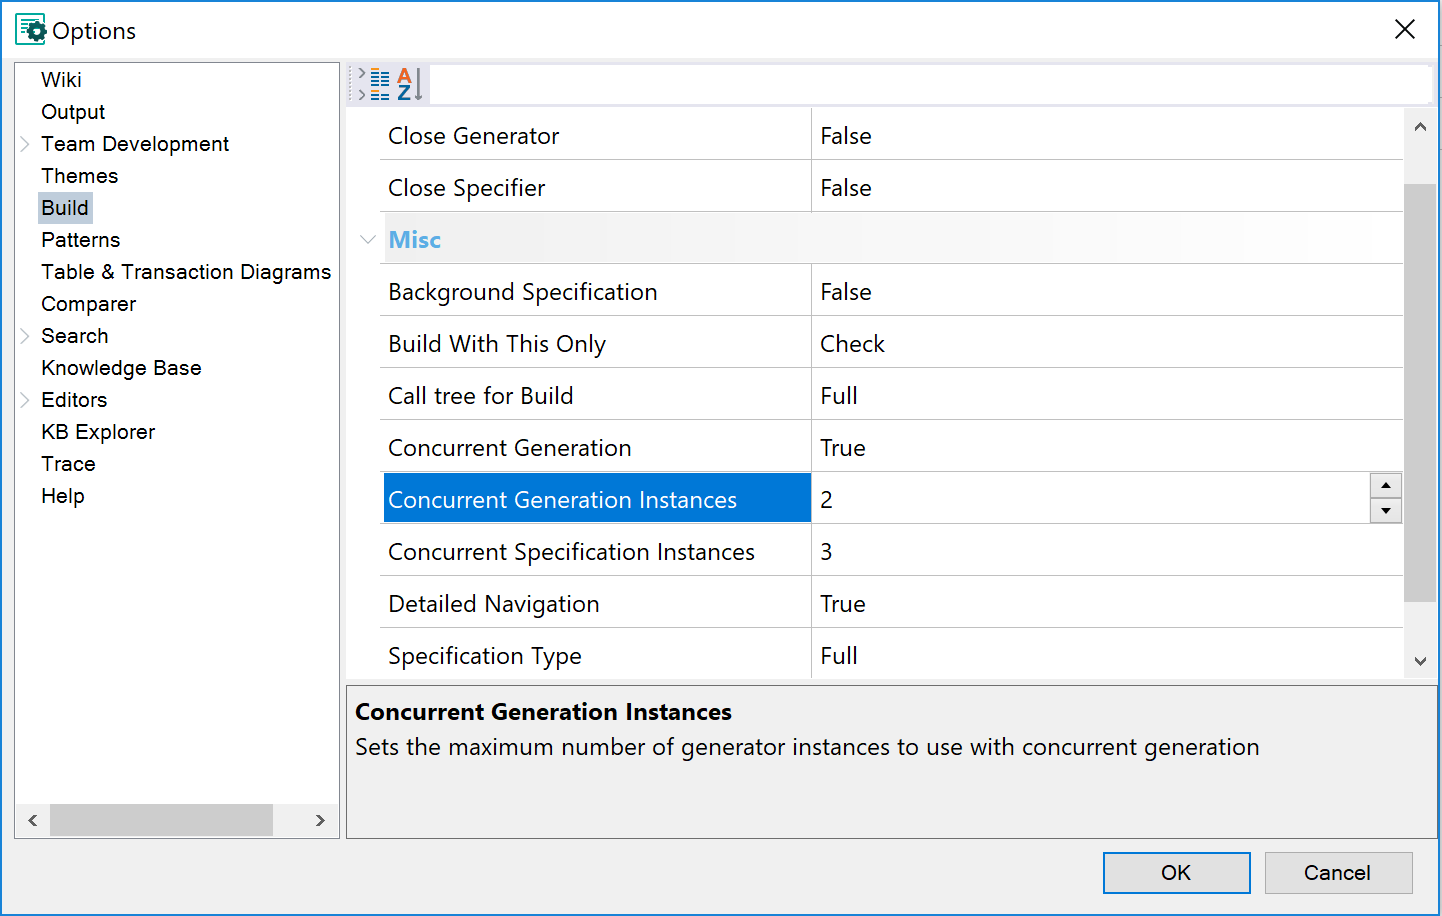 Options
Wiki
Output
Team Development
Themes
Build
Patterns
Table & Transaction Diagrams
Comparer
Search
Knowledge Base
Editors
KB Explorer
Trace
Help
AZ
Close Generator False
Close Specifier False
Misc
Background Specification False
Build With This Only Check
Call tree for Build Full
Concurrent Generation True
Concurrent Generation Instances 2
Concurrent Specification Instances 3
Detailed Navigation True
Specification Type Full
Concurrent Generation Instances
Sets the maximum number of generator instances to use with concurrent generation
OK Cancel